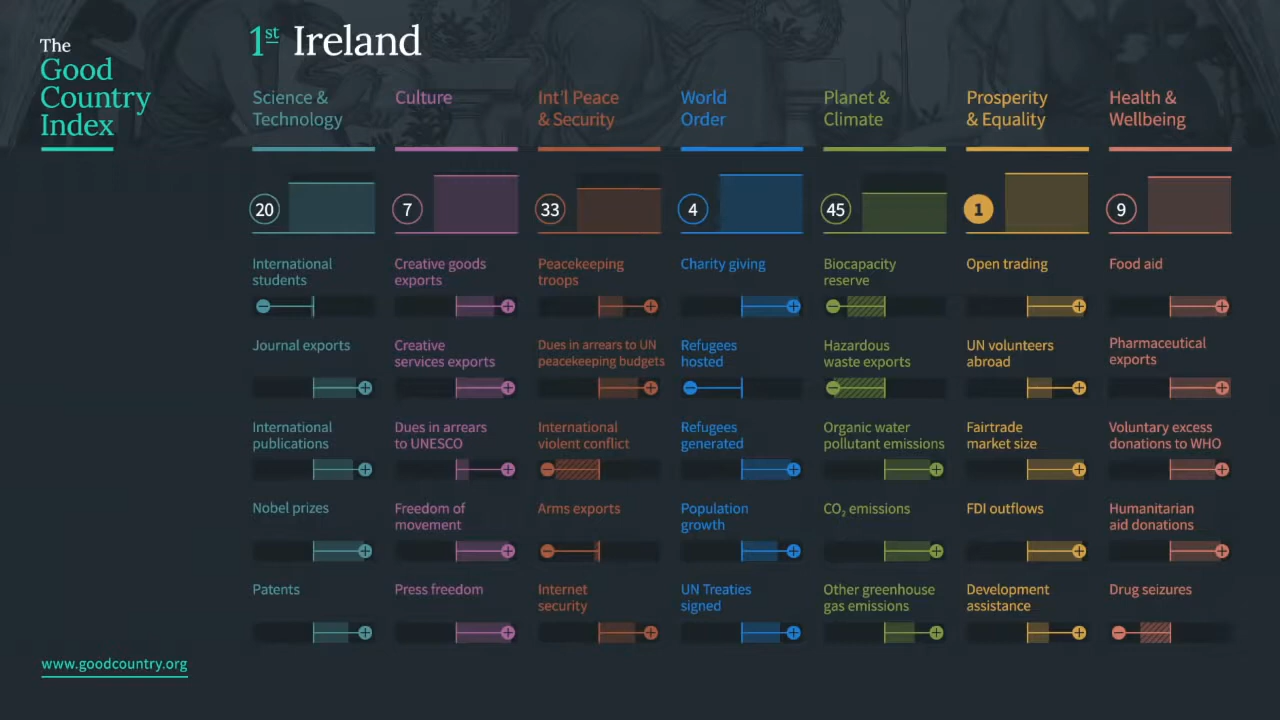 The
Good
Country
Index
1st Ireland
Science &
Technology
Culture
Int'l Peace
& Security
World
Order
Planet &
Climate
Prosperity
& Equality
Health &
Wellbeing
20
7
33
4
45
1
9
International
students
Creative goods
exports
Peacekeeping
troops
Charity giving
Biocapacity
reserve
Open trading
Food aid
Journal exports
Creative
services exports
Dues in arrears to UN
peacekeeping budgets
Refugees
hosted
Hazardous
waste exports
UN volunteers
abroad
Pharmaceutical
exports
International
publications
Dues in arrears
to UNESCO
International
violent conflict
Refugees
generated
Organic water
pollutant emissions
Fairtrade
market size
Voluntary excess
donations to WHO
Nobel prizes
Freedom of
movement
Arms exports
Population
growth
CO₂ emissions
FDI outflows
Humanitarian
aid donations
Patents
Press freedom
Internet
security
UN Treaties
signed
Other greenhouse
gas emissions
Development
assistance
Drug seizures
www.goodcountry.org